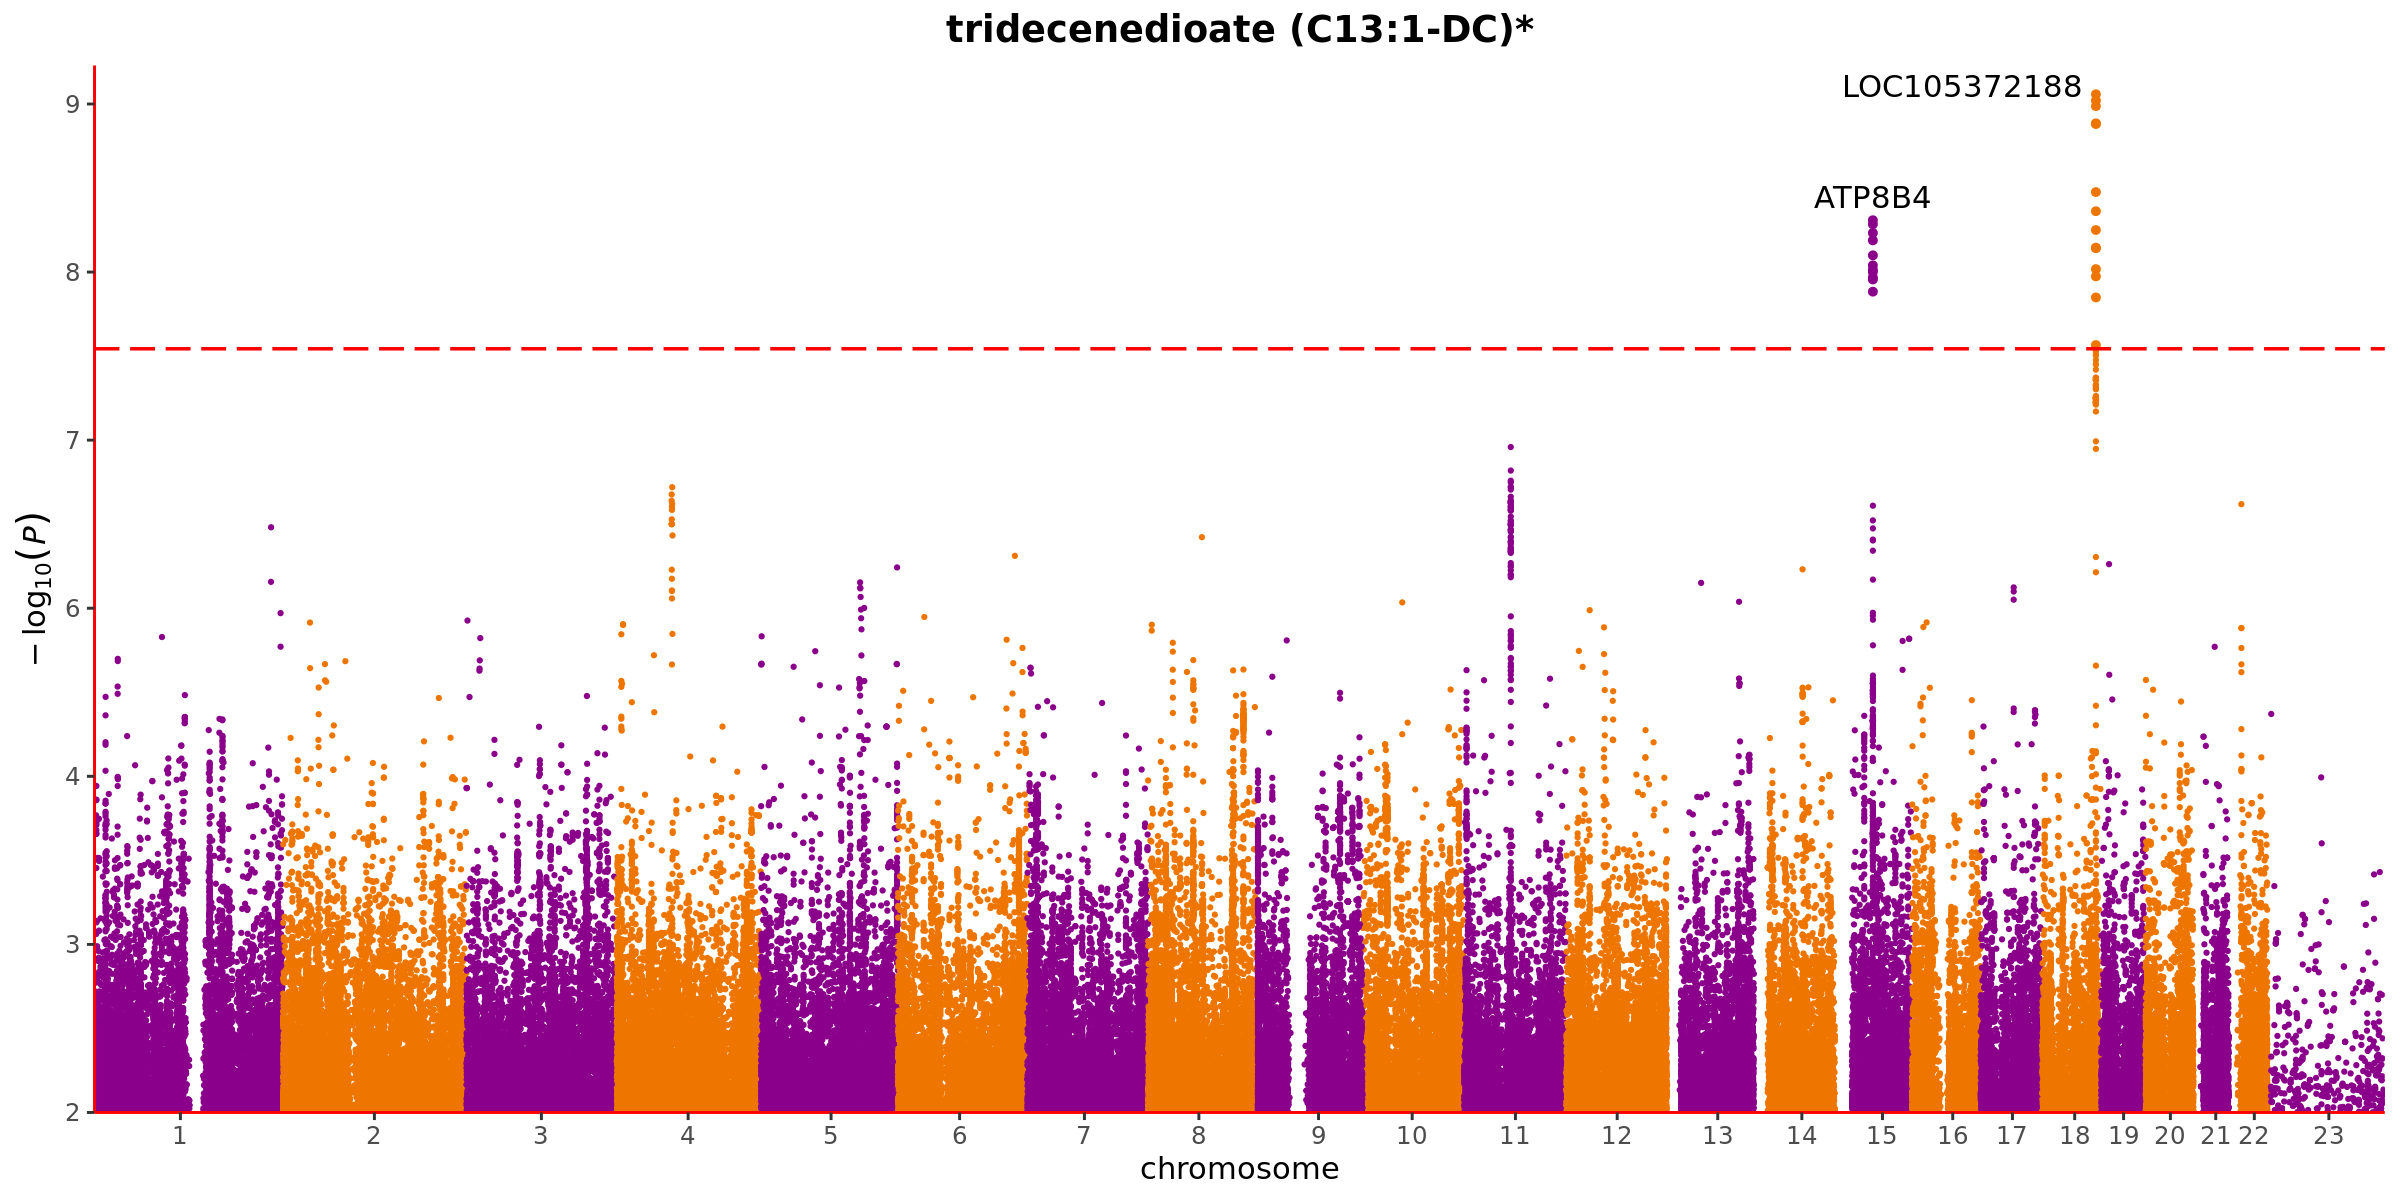 tridecenedioate (C13:1-DC)*
LOC105372188
ATP8B4
9
8
7
6
5
4
3
2
− log10(P)
1 2 3 4 5 6 7 8 9 10 11 12 13 14 15 16 17 18 19 20 21 22 23
chromosome